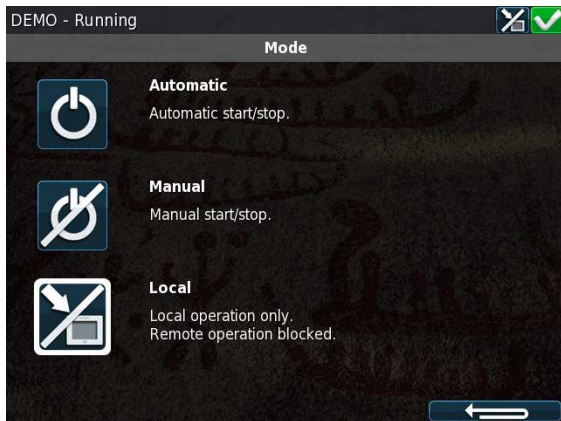 DEMO - Running
Mode
Automatic
Automatic start/stop.
Manual
Manual start/stop.
Local
Local operation only.
Remote operation blocked.